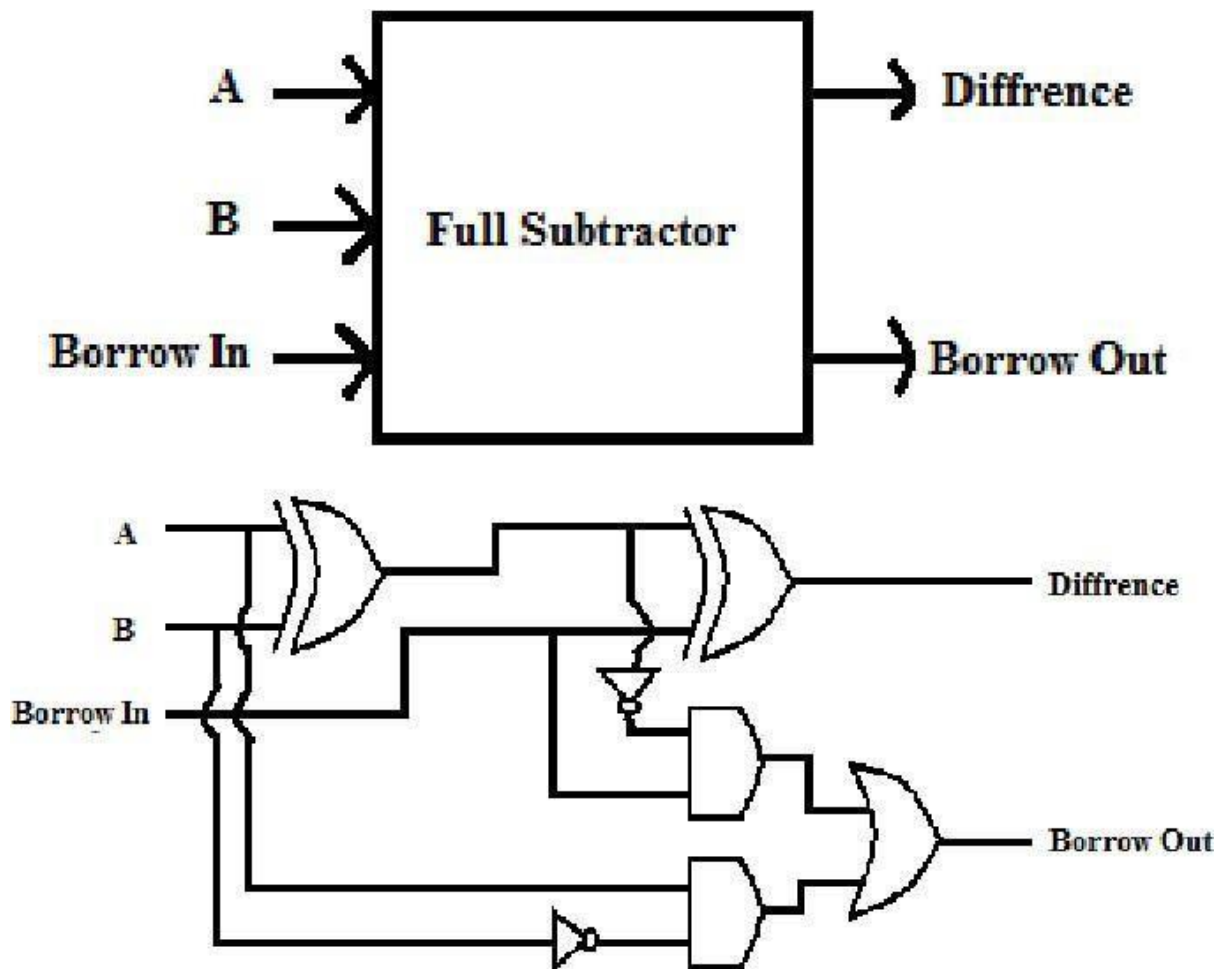 A
Diffrence
B
Full Subtractor
Borrow In
Borrow Out
A
Diffrence
B
Borrow In
Borrow Out